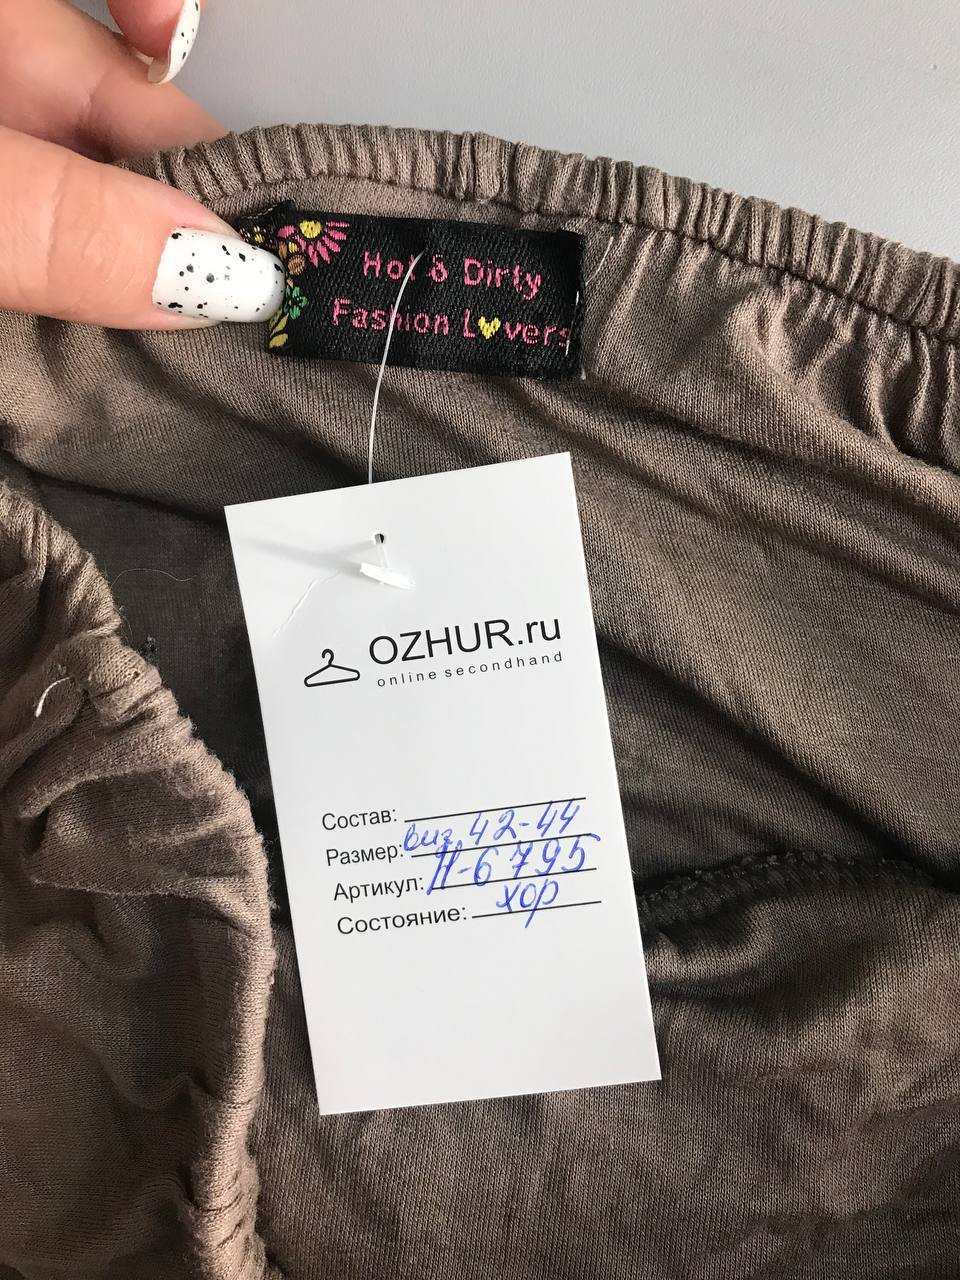 Hot & Dirty
Fashion Lovers
OZHUR.ru
online secondhand
Состав:
Размер: виз. 42-44
Артикул: Н-6795
Состояние: хор